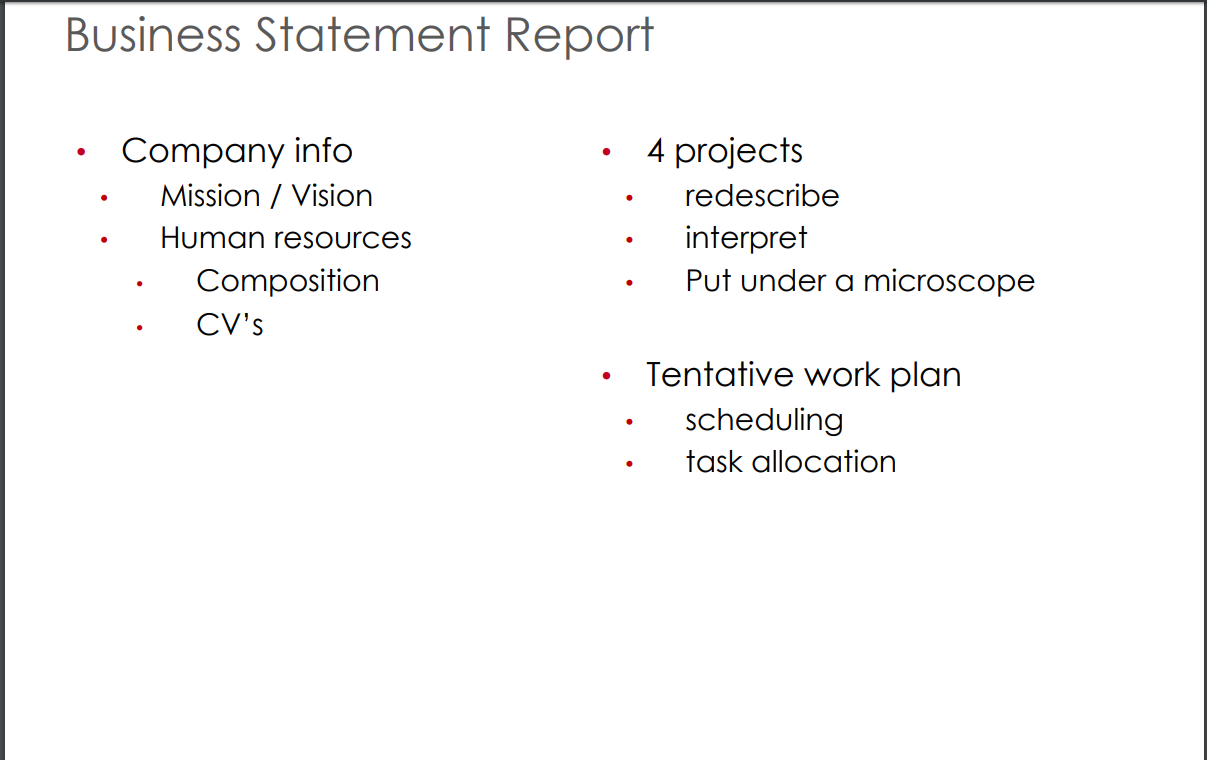 Business Statement Report
• Company info
• Mission / Vision
• Human resources
• Composition
• CV’s
• 4 projects
• redescribe
• interpret
• Put under a microscope
• Tentative work plan
• scheduling
• task allocation